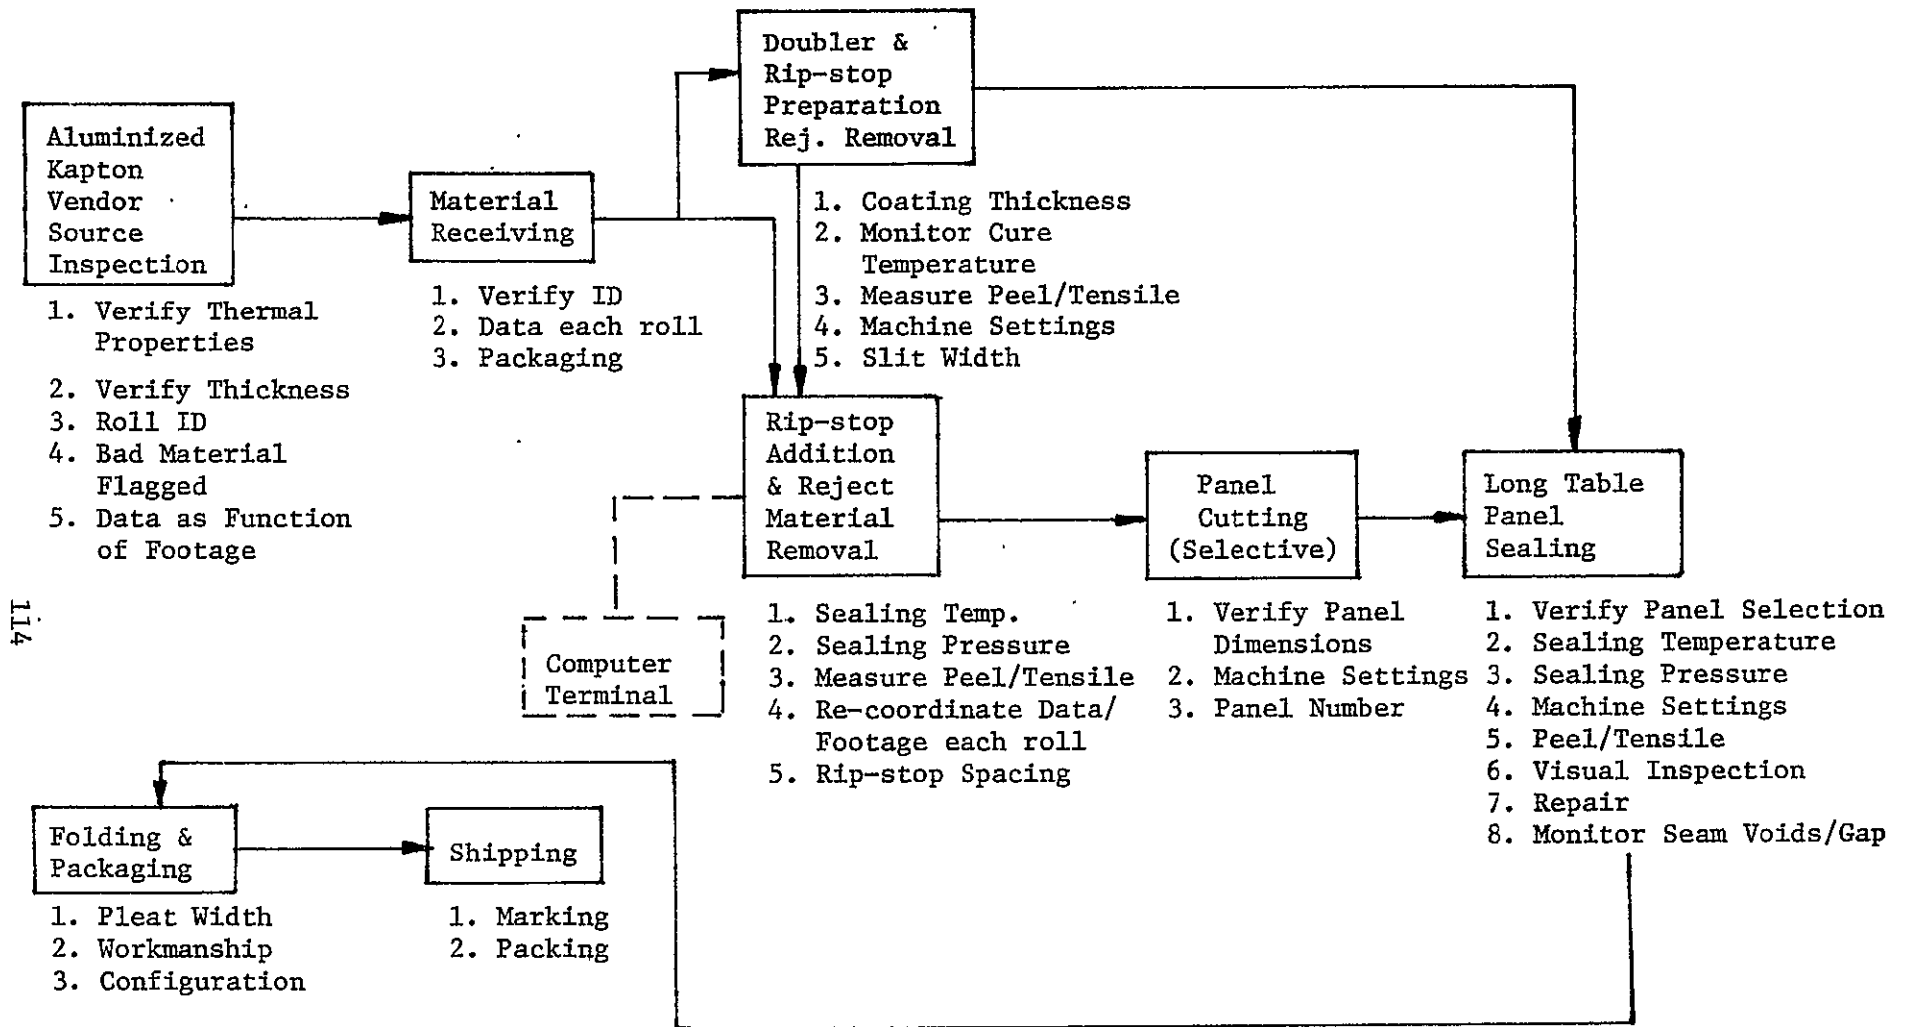 Doubler &
Rip-stop
Preparation
Rej. Removal
1. Coating Thickness
2. Monitor Cure
Temperature
3. Measure Peel/Tensile
4. Machine Settings
5. Slit Width
Aluminized
Kapton
Vendor
Source
Inspection
1. Verify Thermal
Properties
2. Verify Thickness
3. Roll ID
4. Bad Material
Flagged
5. Data as Function
of Footage
Material
Receiving
1. Verify ID
2. Data each roll
3. Packaging
Rip-stop
Addition
& Reject
Material
Removal
1. Sealing Temp.
2. Sealing Pressure
3. Measure Peel/Tensile
4. Re-coordinate Data/
Footage each roll
5. Rip-stop Spacing
Computer
Terminal
Panel
Cutting
(Selective)
1. Verify Panel
Dimensions
2. Machine Settings
3. Panel Number
Long Table
Panel
Sealing
1. Verify Panel Selection
2. Sealing Temperature
3. Sealing Pressure
4. Machine Settings
5. Peel/Tensile
6. Visual Inspection
7. Repair
8. Monitor Seam Voids/Gap
Folding &
Packaging
1. Pleat Width
2. Workmanship
3. Configuration
Shipping
1. Marking
2. Packing
114